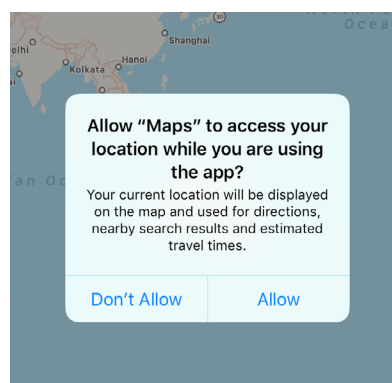 Shanghai
elhi
Hanoi
Kolkata
3D
Allow “Maps” to access your
location while you are using
the app?
Your current location will be displayed
on the map and used for directions,
nearby search results and estimated
travel times.
Don’t Allow
Allow